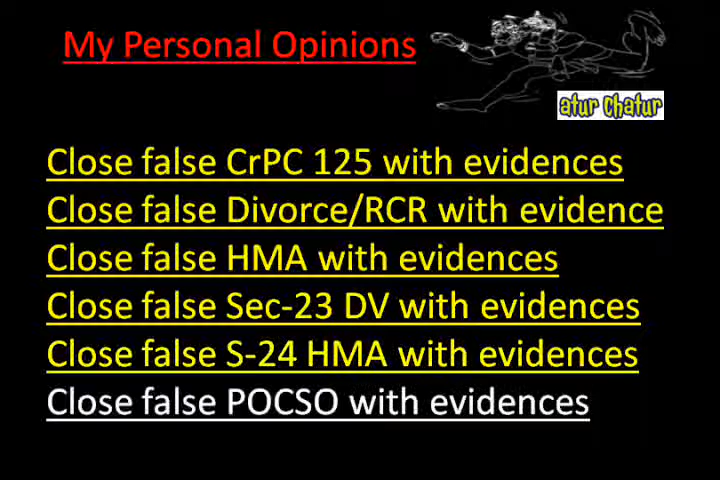 My Personal Opinions
atur Chatur
Close false CrPC 125 with evidences
Close false Divorce/RCR with evidence
Close false HMA with evidences
Close false Sec-23 DV with evidences
Close false S-24 HMA with evidences
Close false POCSO with evidences